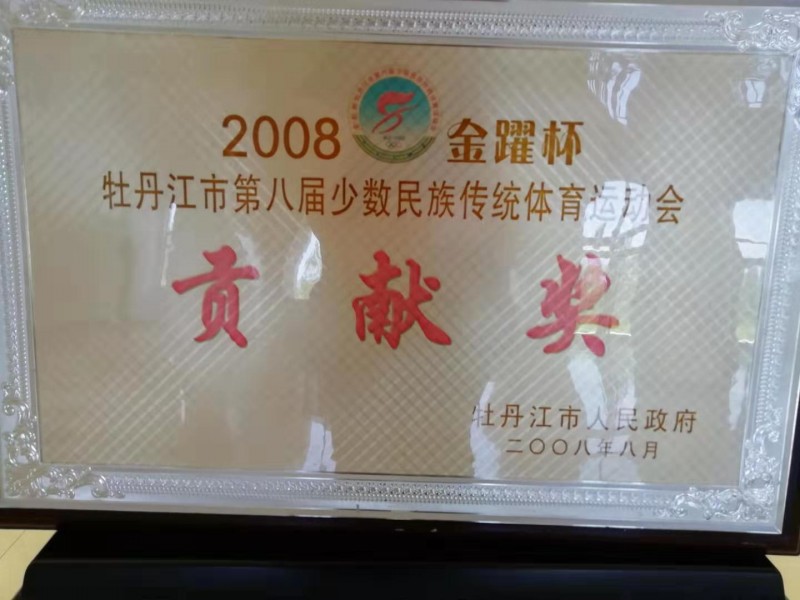 2008 金躍杯
牡丹江市第八届少数民族传统体育运动会
贡献奖
牡丹江市人民政府
二〇〇八年八月